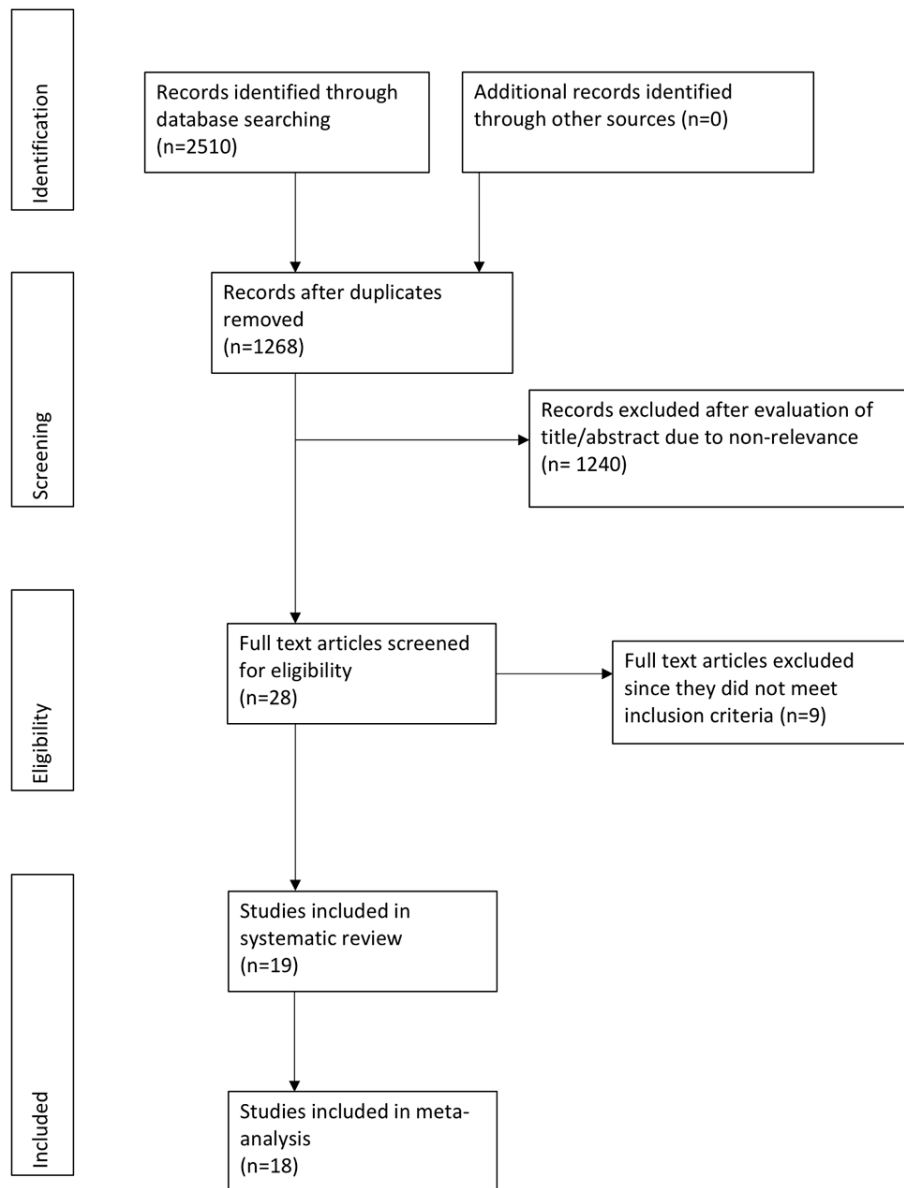 Identification
Records identified through
database searching
(n=2510)
Additional records identified
through other sources (n=0)
Screening
Records after duplicates
removed
(n=1268)
Records excluded after evaluation of
title/abstract due to non-relevance
(n= 1240)
Eligibility
Full text articles screened
for eligibility
(n=28)
Full text articles excluded
since they did not meet
inclusion criteria (n=9)
Included
Studies included in
systematic review
(n=19)
Studies included in meta-
analysis
(n=18)